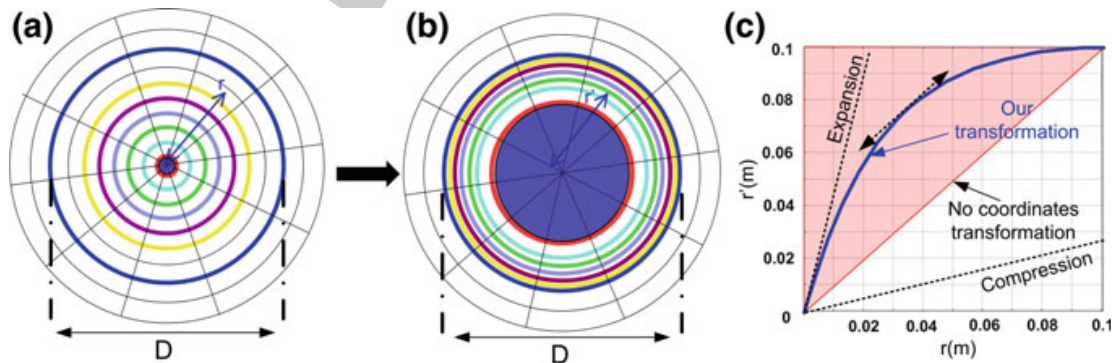 (a)
r
D
(b)
r'
D
(c)
0.1
0.08
0.06
0.04
0.02
0
r'(m)
Expansion
Our
transformation
No coordinates
transformation
Compression
0.02
0.04
0.06
0.08
0.1
r(m)